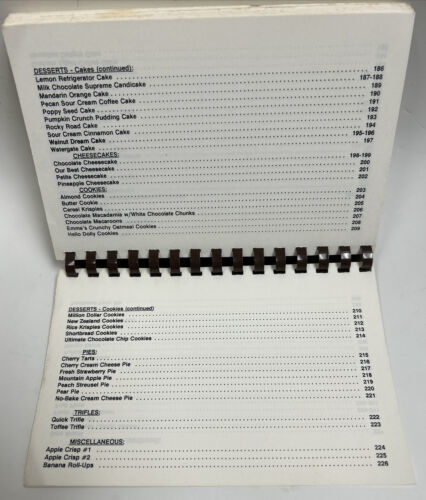 DESSERTS - Cakes (continued):
Lemon Refrigerator Cake 186
Milk Chocolate Supreme Candicake 187-188
Mandarin Orange Cake 189
Pecan Sour Cream Coffee Cake 190
Poppy Seed Cake 191
Pumpkin Crunch Pudding Cake 192
Rocky Road Cake 193
Sour Cream Cinnamon Cake 194
Walnut Dream Cake 195-196
Watergate Cake 197
CHEESECAKES:
Chocolate Cheesecake 198-199
Our Best Cheesecake 200
Petite Cheesecake 201
Pineapple Cheesecake 202
COOKIES:
Almond Cookies 203
Butter Cookie 204
Cereal Krispies 205
Chocolate Macadamia w/White Chocolate Chunks 206
Chocolate Macaroons 207
Emma's Crunchy Oatmeal Cookies 208
Hello Dolly Cookies 209
DESSERTS - Cookies (continued)
Million Dollar Cookies 210
New Zealand Cookies 211
Rice Krispies Cookies 212
Shortbread Cookies 213
Ultimate Chocolate Chip Cookies 214
PIES:
Cherry Tarts 215
Cherry Cream Cheese Pie 216
Fresh Strawberry Pie 217
Mountain Apple Pie 218
Peach Streusel Pie 219
Pear Pie 220
No-Bake Cream Cheese Pie 221
TRIFLES:
Quick Trifle 222
Toffee Trifle 223
MISCELLANEOUS:
Apple Crisp #1 224
Apple Crisp #2 225
Banana Roll-Ups 226